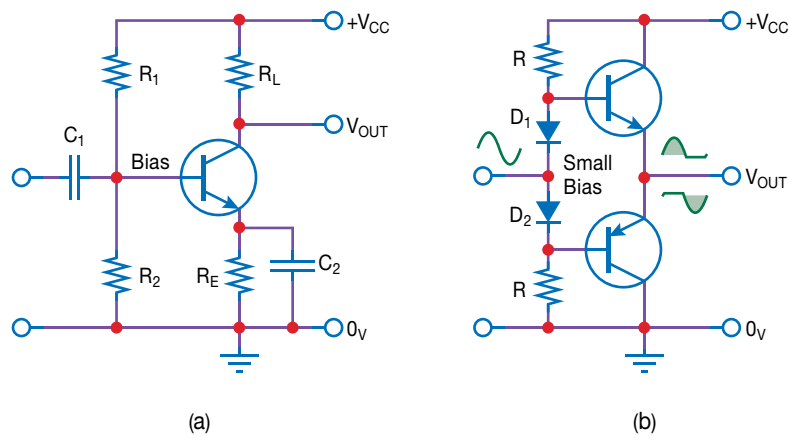 +VCC
R1
RL
C1
Bias
VOUT
R2
RE
C2
0V
(a)
+VCC
R
D1
Small
Bias
VOUT
D2
R
0V
(b)